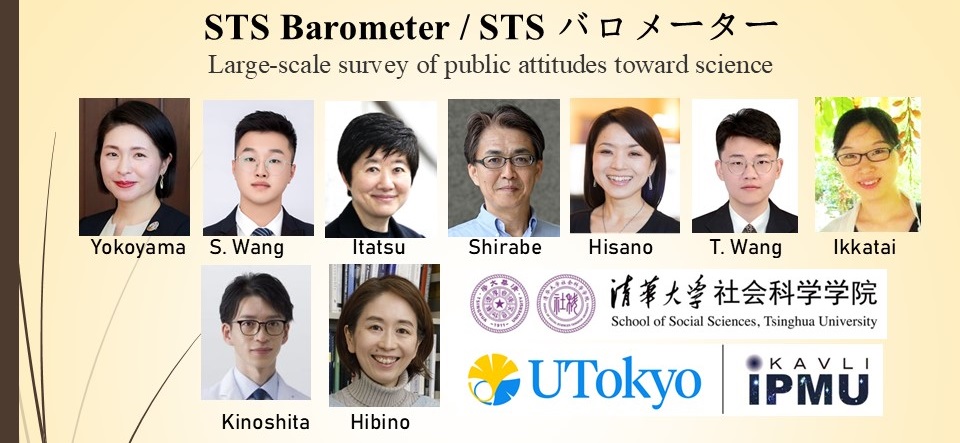 STS Barometer / STS バロメーター
Large-scale survey of public attitudes toward science
Yokoyama S. Wang Itatsu Shirabe Hisano T. Wang Ikkatai
清華大学社会科学学院
School of Social Sciences, Tsinghua University
UTokyo
KAVLI
IPMU
Kinoshita Hibino